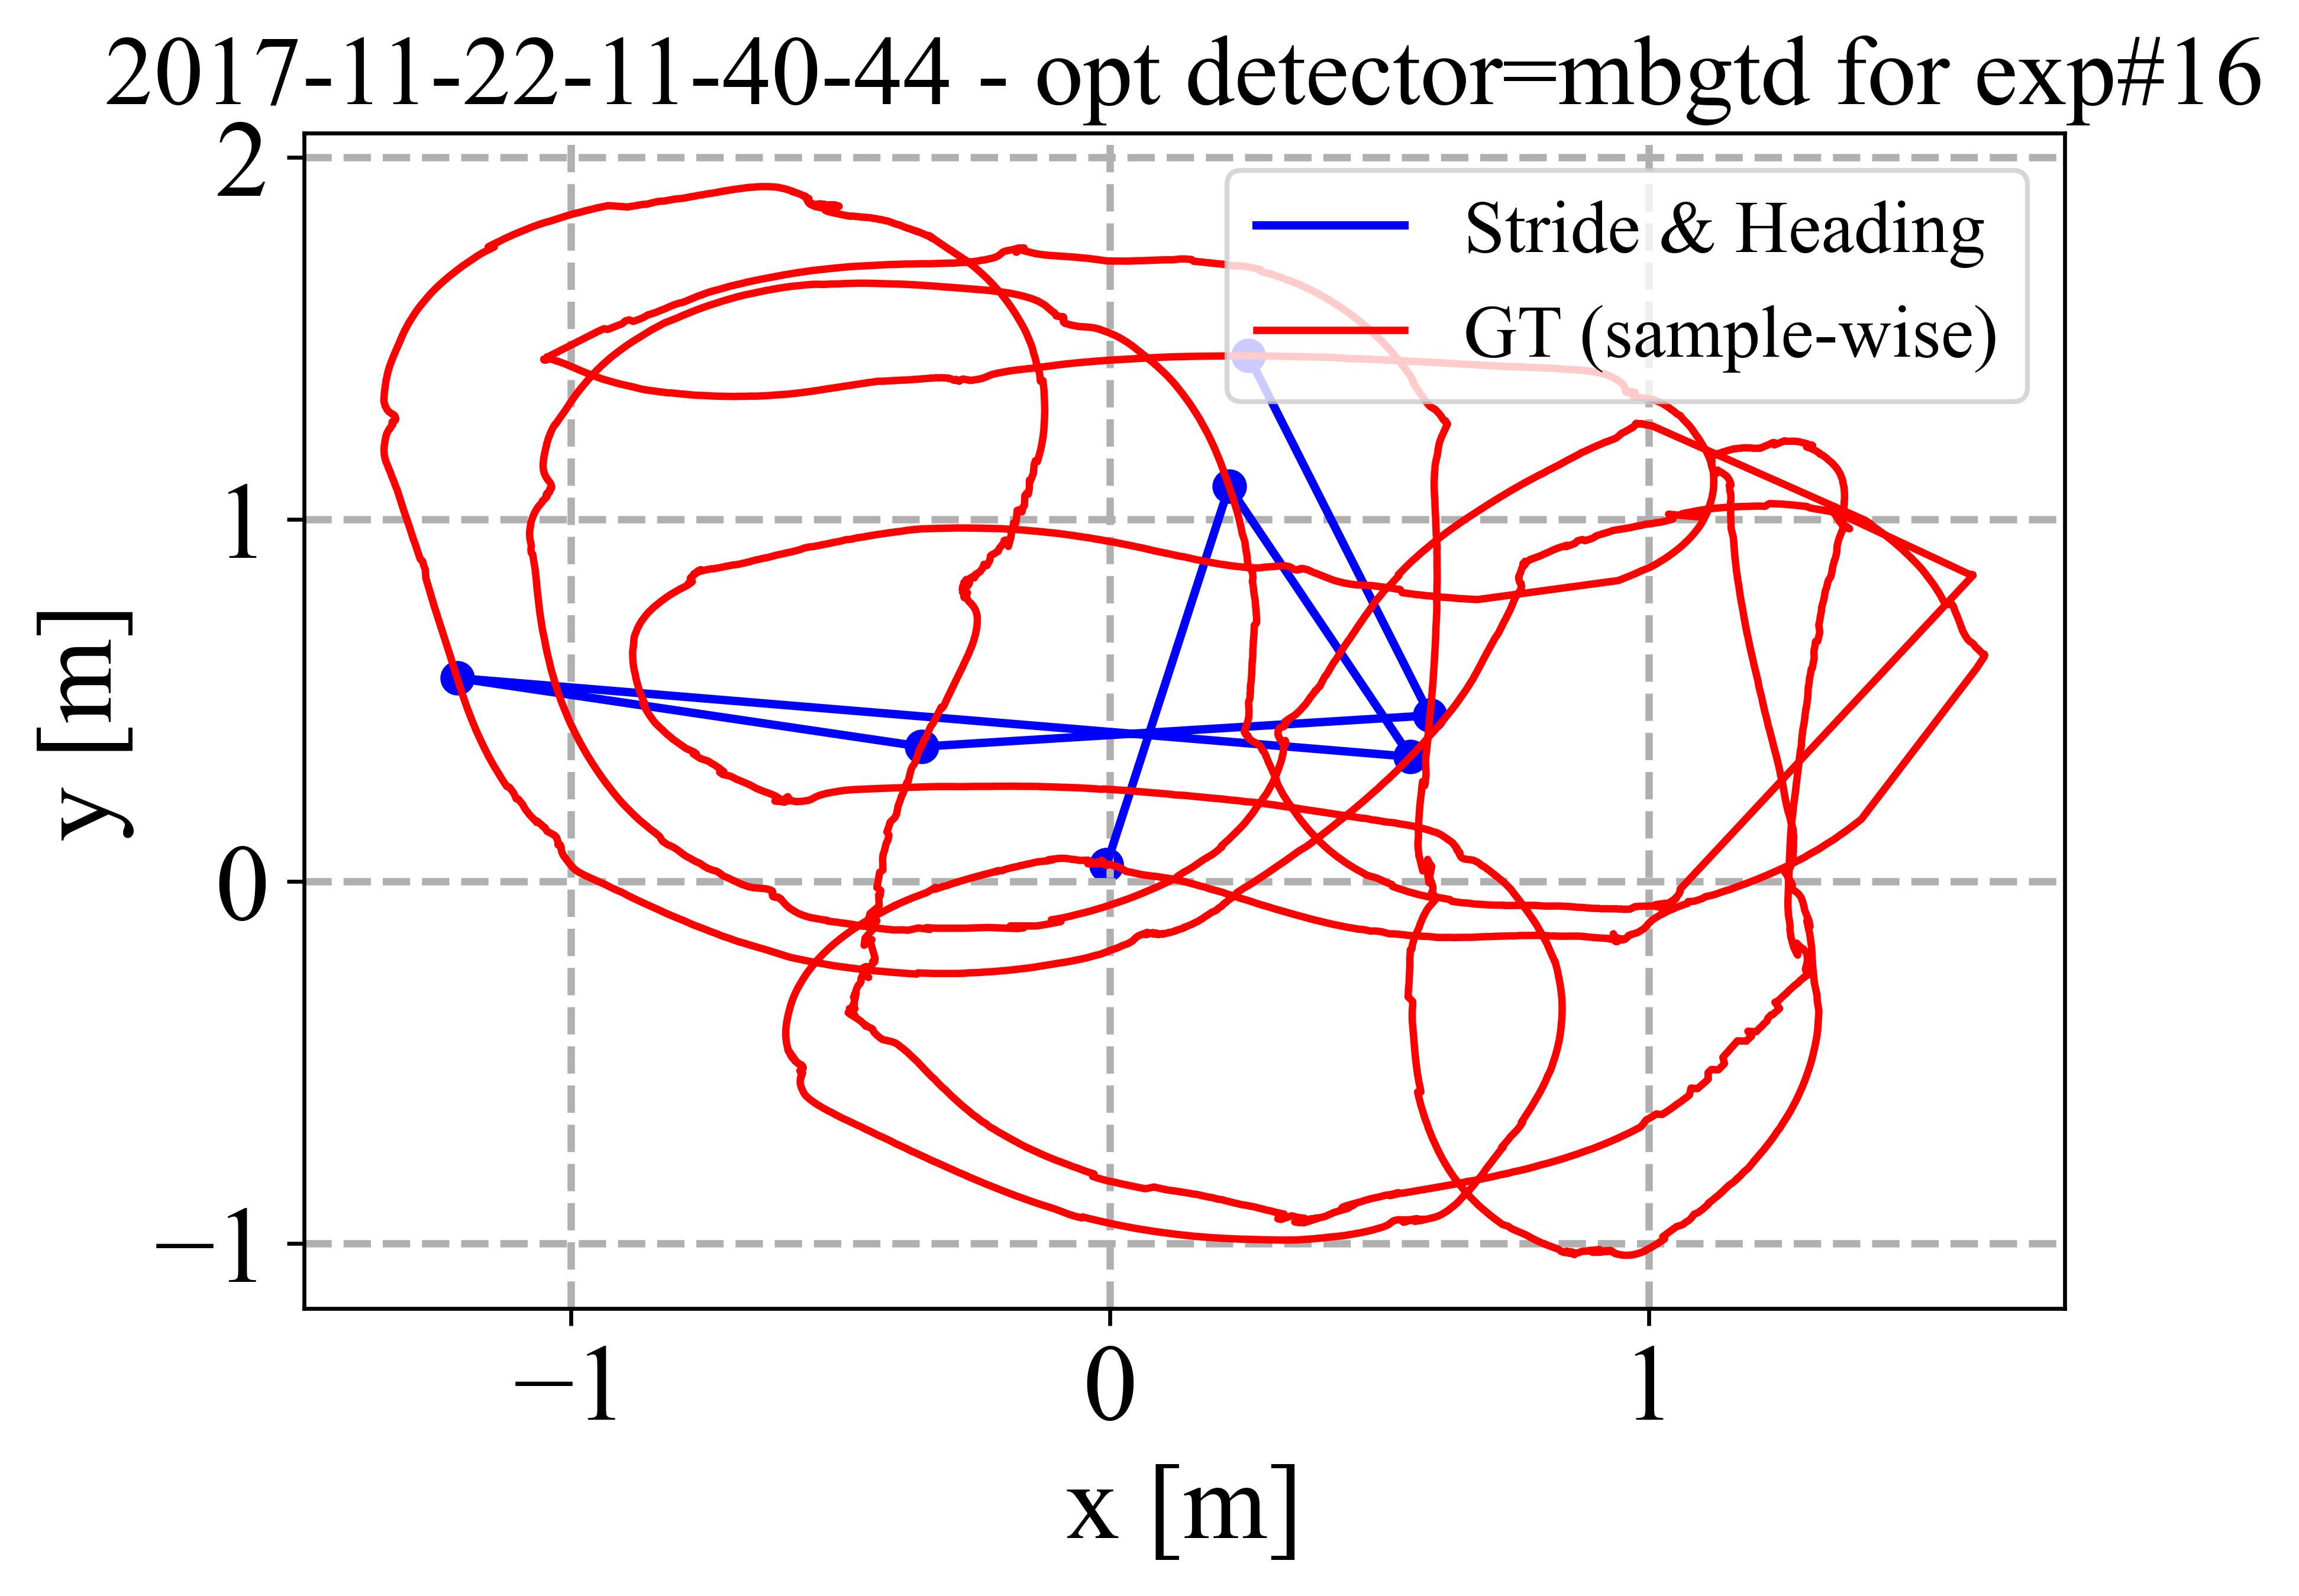 2017-11-22-11-40-44 - opt detector=mbgtd for exp#16
Stride & Heading
GT (sample-wise)
2
1
0
−1
y [m]
−1 0 1
x [m]